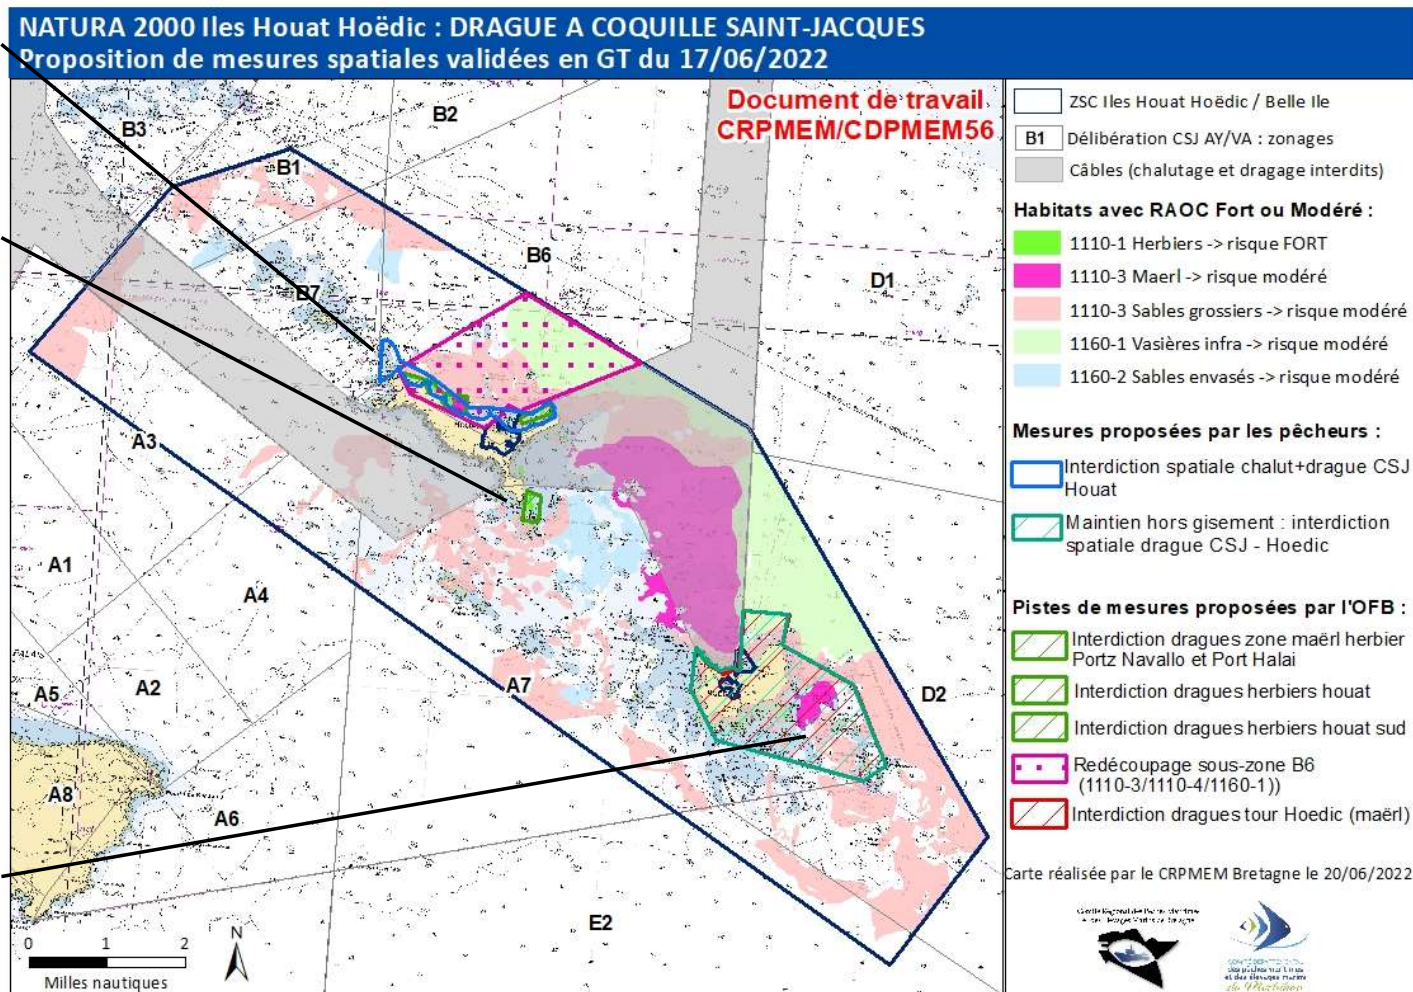 NATURA 2000 Iles Houat Hoëdic : DRAGUE A COQUILLE SAINT-JACQUES
Proposition de mesures spatiales validées en GT du 17/06/2022
Document de travail
CRPMEM/CDPMEM56
B3
B2
B1
B6
D1
B7
A3
A1
A4
A5
A2
A7
D2
A8
A6
E2
0 1 2
Milles nautiques
N
ZSC Iles Houat Hoëdic / Belle Ile
B1 Délibération CSJ AY/VA : zonages
Câbles (chalutage et dragage interdits)
Habitats avec RAOC Fort ou Modéré :
1110-1 Herbiers -> risque FORT
1110-3 Maerl -> risque modéré
1110-3 Sables grossiers -> risque modéré
1160-1 Vasières infra -> risque modéré
1160-2 Sables envasés -> risque modéré
Mesures proposées par les pêcheurs :
Interdiction spatiale chalut+drague CSJ
Houat
Maintien hors gisement : interdiction
spatiale drague CSJ - Hoedic
Pistes de mesures proposées par l'OFB :
Interdiction dragues zone maërl herbier
Portz Navallo et Port Halai
Interdiction dragues herbiers houat
Interdiction dragues herbiers houat sud
Redécoupage sous-zone B6
(1110-3/1110-4/1160-1))
Interdiction dragues tour Hoedic (maërl)
Carte réalisée par le CRPMEM Bretagne le 20/06/2022